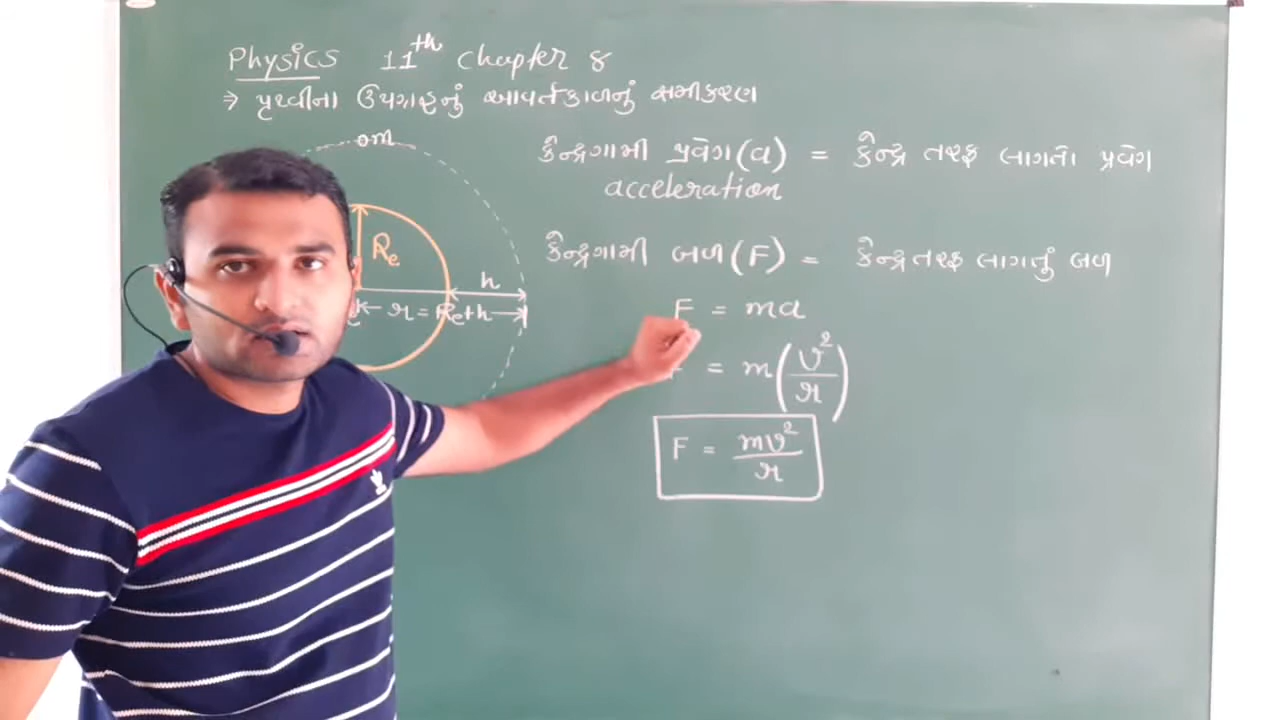 Physics 11th chapter 8
⇒ પૃથ્વીના ઉપગ્રહનું આવર્તકાળનું સમીકરણ
m
Re
h
r = Re+h
કેન્દ્રગામી પ્રવેગ(a) = કેન્દ્ર તરફ લાગતો પ્રવેગ
acceleration
કેન્દ્રગામી બળ(F) = કેન્દ્રતરફ લાગતું બળ
F = ma
= m(v²/r)
F = mv²/r